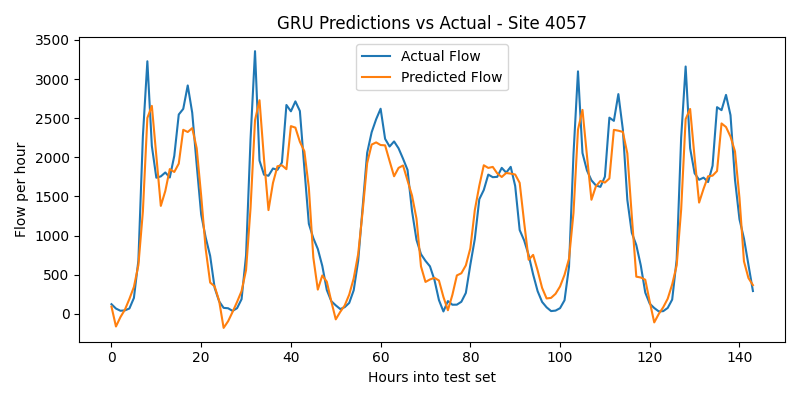 GRU Predictions vs Actual - Site 4057
Actual Flow
Predicted Flow
Flow per hour
3500
3000
2500
2000
1500
1000
500
0
0 20 40 60 80 100 120 140
Hours into test set